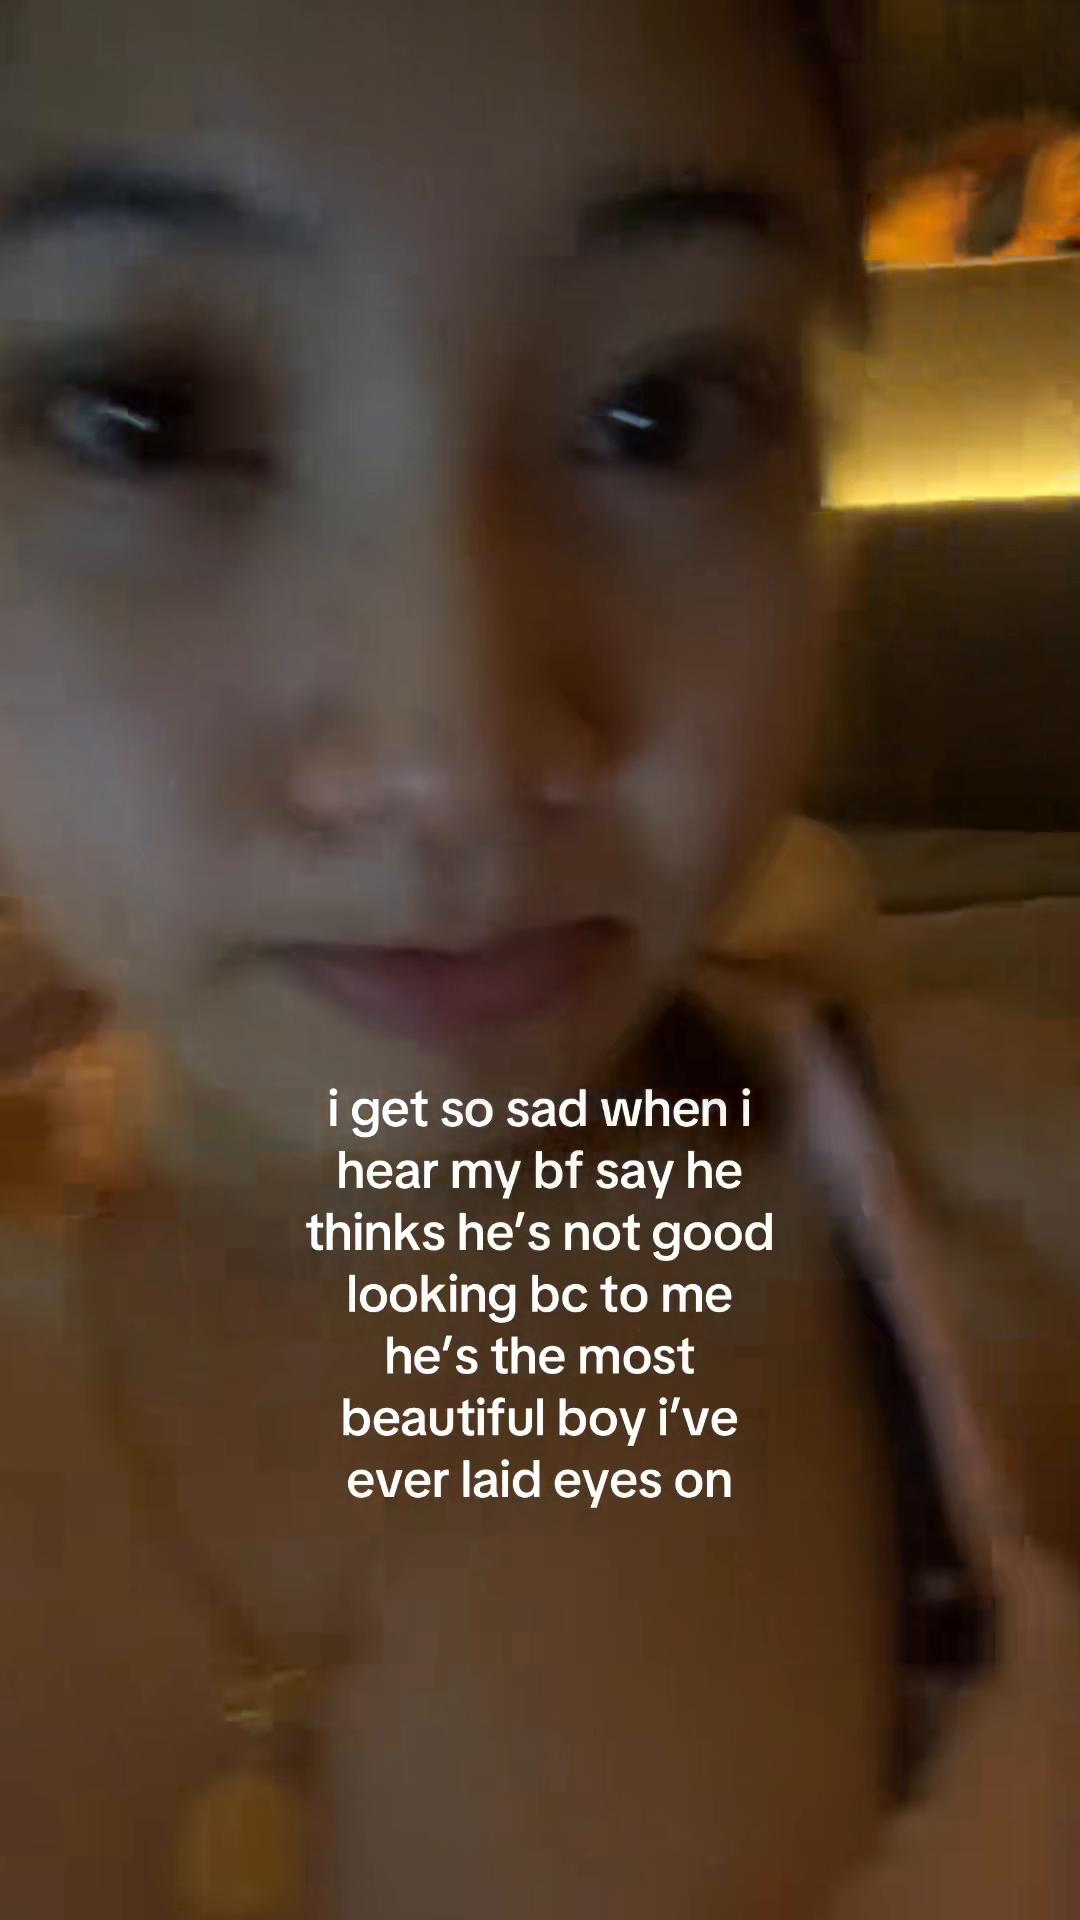 i get so sad when i
hear my bf say he
thinks he's not good
looking bc to me
he's the most
beautiful boy i've
ever laid eyes on